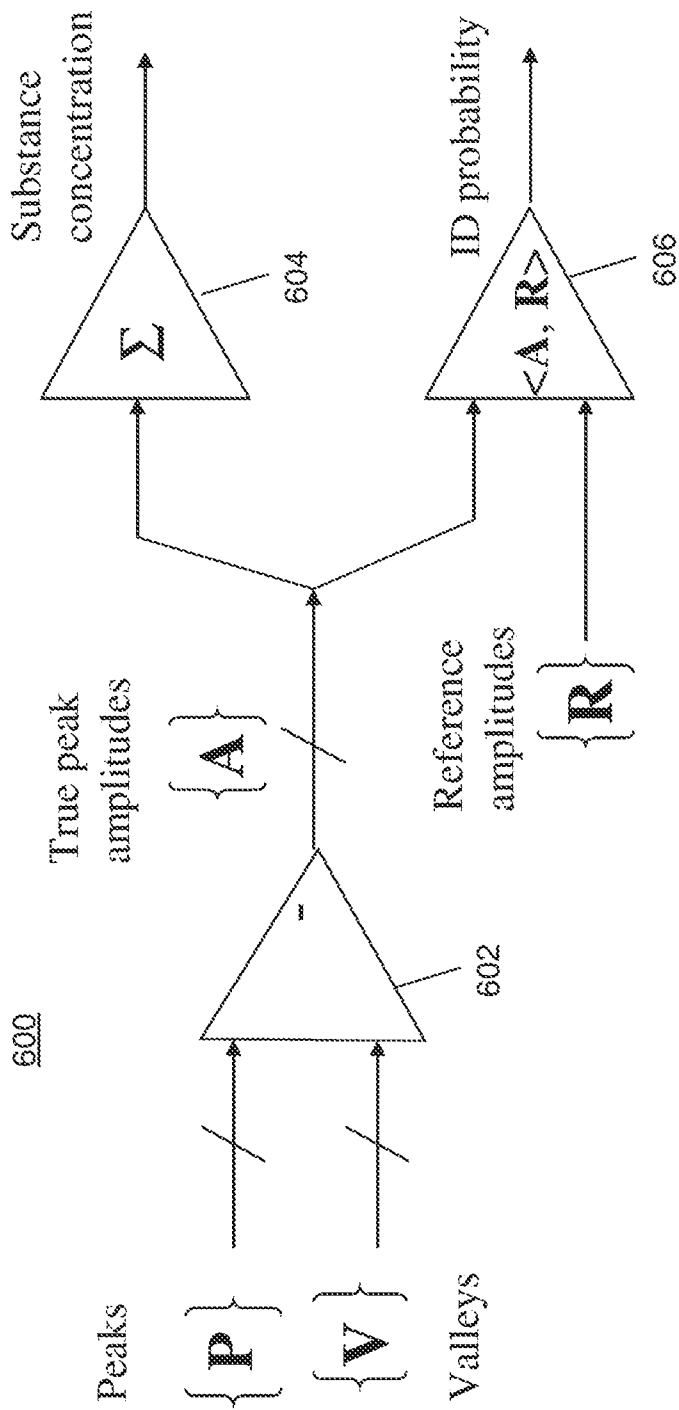 600
Peaks
{P}
{V}
Valleys
-
602
True peak
amplitudes
{A}
Reference
amplitudes
{R}
Σ
604
Substance
concentration
<A, R>
606
ID probability